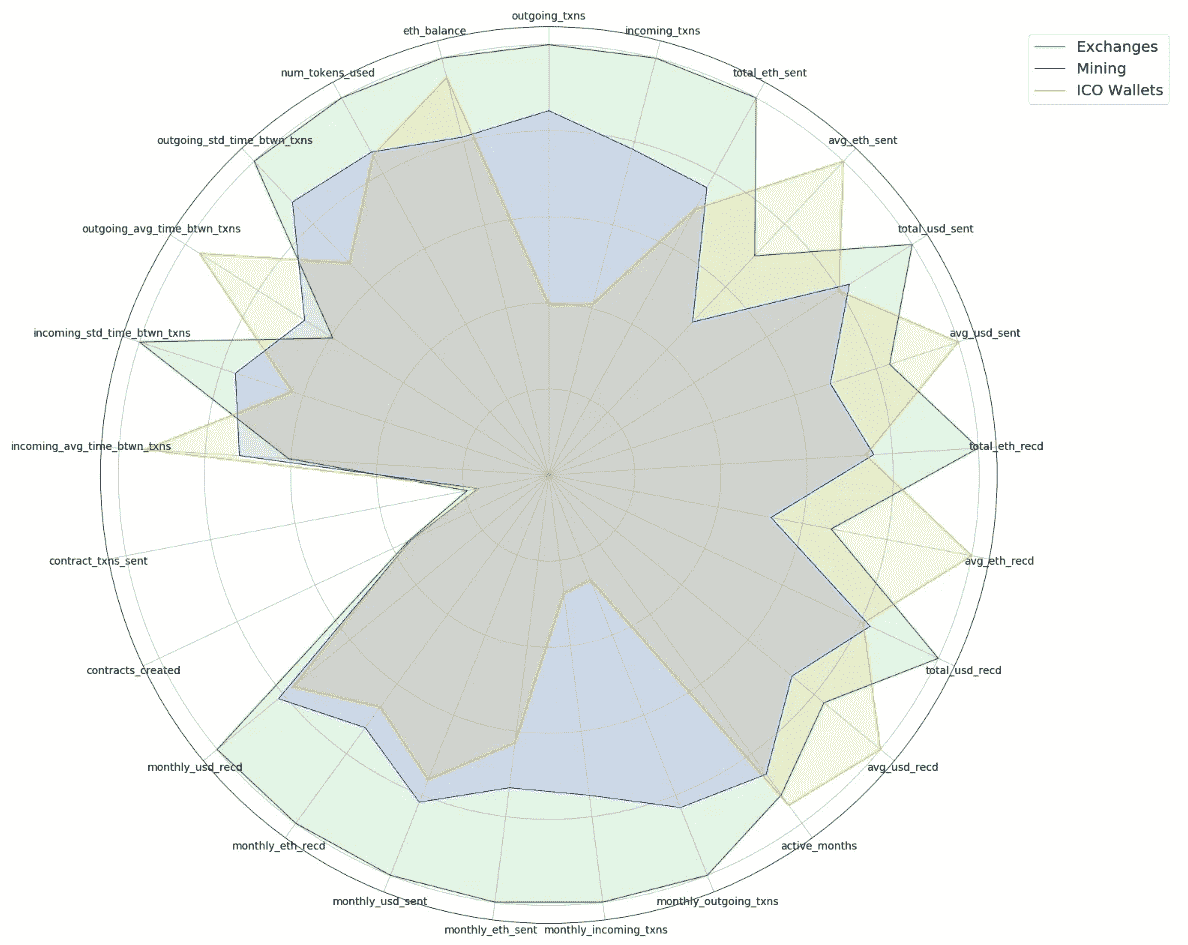 outgoing_txns
eth_balance
incoming_txns
num_tokens_used
total_eth_sent
outgoing_std_time_btwn_txns
avg_eth_sent
outgoing_avg_time_btwn_txns
total_usd_sent
incoming_std_time_btwn_txns
avg_usd_sent
incoming_avg_time_btwn_txns
total_eth_recd
contract_txns_sent
avg_eth_recd
contracts_created
total_usd_recd
monthly_usd_recd
avg_usd_recd
monthly_eth_recd
active_months
monthly_usd_sent
monthly_outgoing_txns
monthly_eth_sent
monthly_incoming_txns
Exchanges
Mining
ICO Wallets